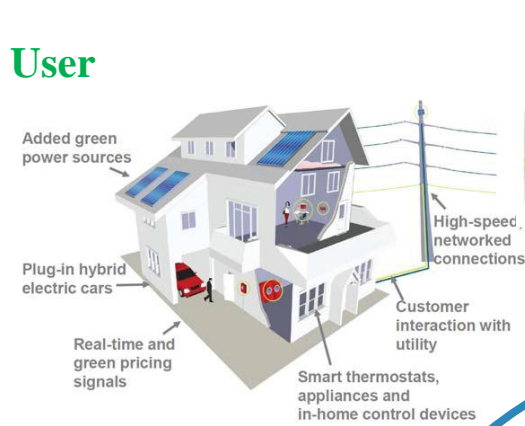 User
Added green
power sources
High-speed
networked
connections
Plug-in hybrid
electric cars
Customer
interaction with
utility
Real-time and
green pricing
signals
Smart thermostats,
appliances and
in-home control devices